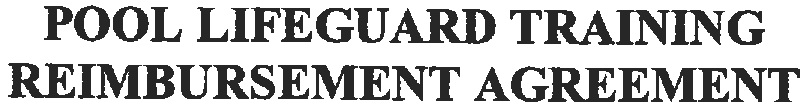 POOL LIFEGUARD TRAINING
REIMBURSEMENT AGREEMENT